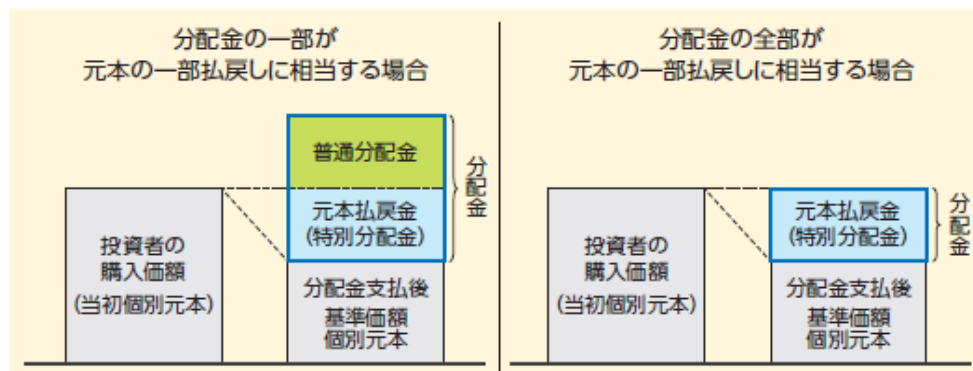 分配金の一部が
元本の一部払戻しに相当する場合
普通分配金
元本払戻金
(特別分配金)
分配金
投資者の
購入価額
(当初個別元本)
分配金支払後
基準価額
個別元本
分配金の全部が
元本の一部払戻しに相当する場合
元本払戻金
(特別分配金)
分配金
投資者の
購入価額
(当初個別元本)
分配金支払後
基準価額
個別元本